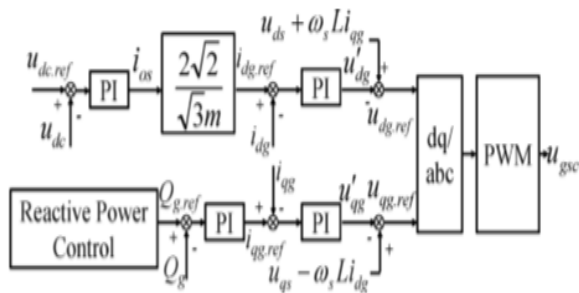 u_ds + ω_s Li_qg
u_dc.ref
+
-
u_dc
PI
i_os
2√2
√3m
i_dg.ref
+
-
i_dg
PI
u'_dg
+
-
u_dg.ref
dq/
abc
PWM
u_gsc
Reactive Power
Control
Q_g.ref
+
-
Q_g
PI
i_qg.ref
+
-
i_qg
PI
u'_qg
u_qg.ref
-
+
u_qs − ω_s Li_dg